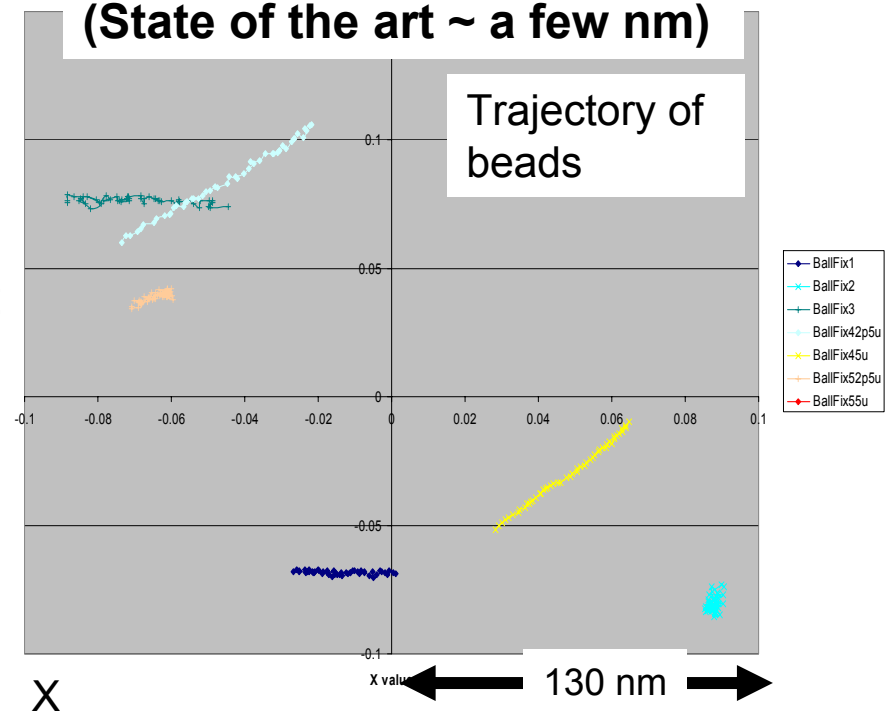 (State of the art ~ a few nm)
Trajectory of
beads
0.1
0.05
0
-0.1 -0.08 -0.06 -0.04 -0.02 0 0.02 0.04 0.06 0.08 0.1
-0.05
-0.1
BallFix1
BallFix2
BallFix3
BallFix42p5u
BallFix45u
BallFix52p5u
BallFix55u
X valu
130 nm
X